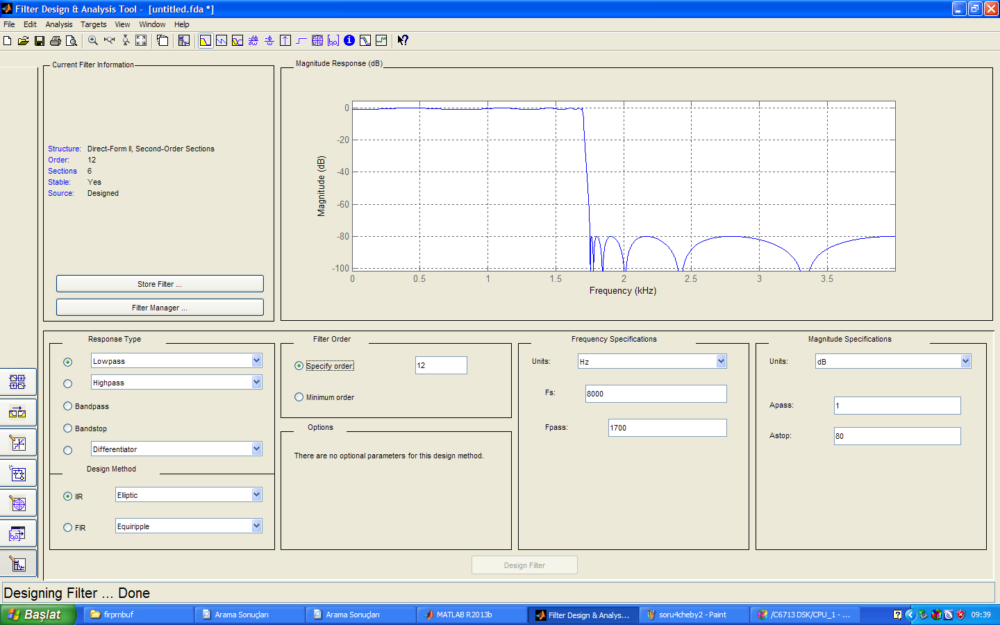 Filter Design & Analysis Tool - [untitled.fda *]
File Edit Analysis Targets View Window Help
Current Filter Information
Structure: Direct-Form II, Second-Order Sections
Order: 12
Sections 6
Stable: Yes
Source: Designed
Store Filter ...
Filter Manager ...
Magnitude Response (dB)
0
-20
-40
-60
-80
-100
Magnitude (dB)
0 0.5 1 1.5 2 2.5 3 3.5
Frequency (kHz)
Response Type
Lowpass
Highpass
Bandpass
Bandstop
Differentiator
Design Method
IIR Elliptic
FIR Equiripple
Filter Order
Specify order: 12
Minimum order
Options
There are no optional parameters for this design method.
Frequency Specifications
Units: Hz
Fs: 8000
Fpass: 1700
Magnitude Specifications
Units: dB
Apass: 1
Astop: 80
Design Filter
Designing Filter ... Done
Başlat firprnbuf Arama Sonuçları Arama Sonuçları MATLAB R2013b Filter Design & Analys... soru4cheby2 - Paint /C6713 DSK/CPU_1 - ... 09:39